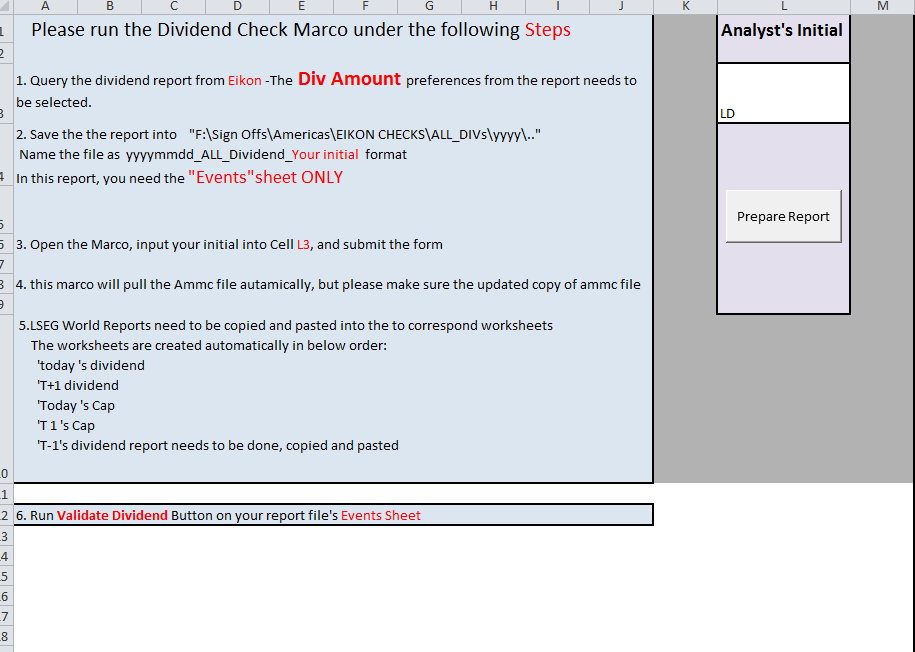 A B C D E F G H I J K L M
1 Please run the Dividend Check Marco under the following Steps
Analyst's Initial
2
1. Query the dividend report from Eikon -The Div Amount preferences from the report needs to
be selected.
3
LD
2. Save the the report into "F:\Sign Offs\Americas\EIKON CHECKS\ALL_DIVs\yyyy\.."
Name the file as yyyymmdd_ALL_Dividend_Your initial format
4 In this report, you need the "Events"sheet ONLY
Prepare Report
5
6 3. Open the Marco, input your initial into Cell L3, and submit the form
7
8 4. this marco will pull the Ammc file autamically, but please make sure the updated copy of ammc file
9
5.LSEG World Reports need to be copied and pasted into the to correspond worksheets
The worksheets are created automatically in below order:
'today 's dividend
'T+1 dividend
'Today 's Cap
'T 1 's Cap
'T-1's dividend report needs to be done, copied and pasted
0
1
2 6. Run Validate Dividend Button on your report file's Events Sheet
3
4
5
6
7
8